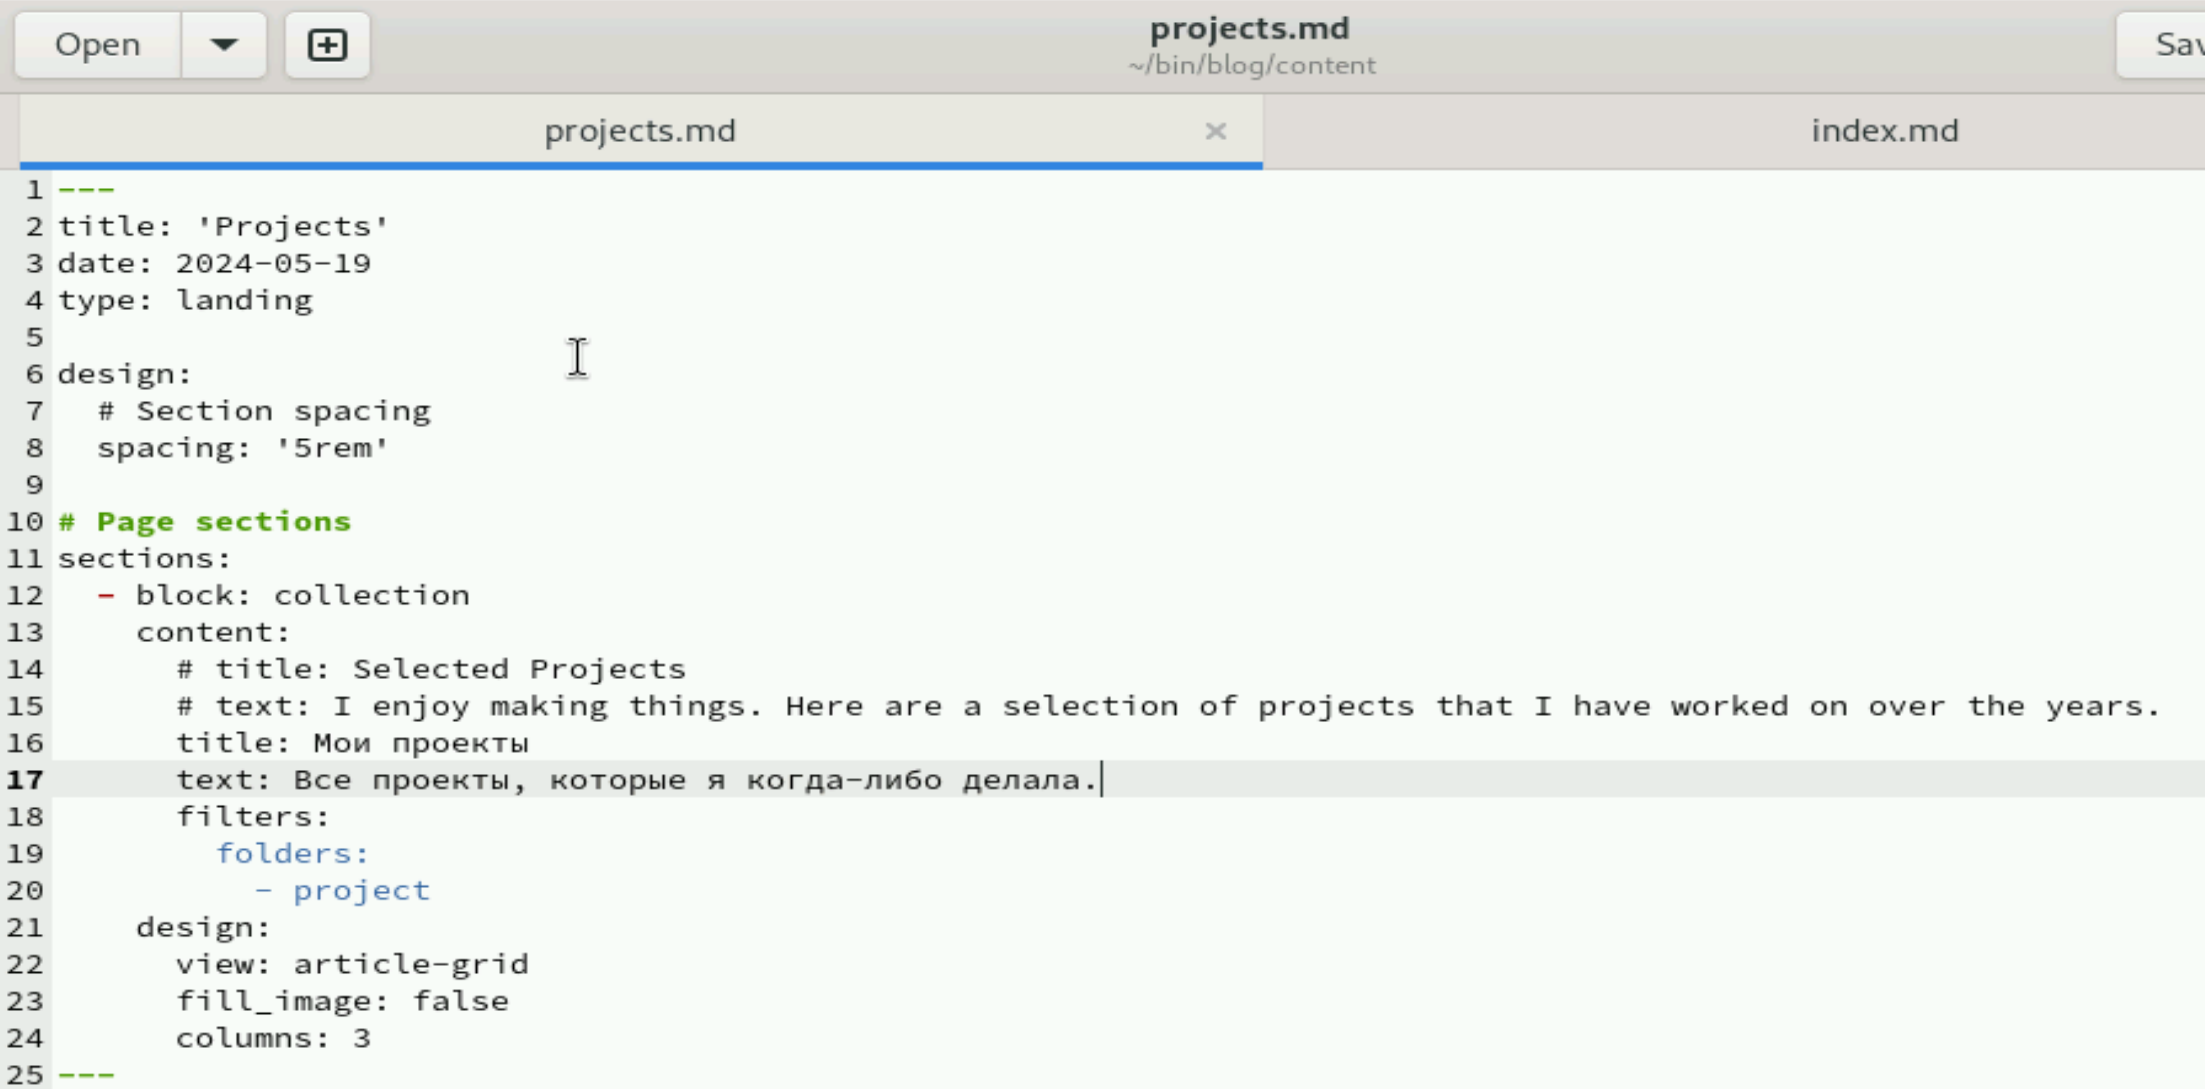 Open
projects.md
~/bin/blog/content
projects.md
index.md
1 ---
2 title: 'Projects'
3 date: 2024-05-19
4 type: landing
5
6 design:
7   # Section spacing
8   spacing: '5rem'
9
10 # Page sections
11 sections:
12   - block: collection
13     content:
14       # title: Selected Projects
15       # text: I enjoy making things. Here are a selection of projects that I have worked on over the years.
16       title: Мои проекты
17       text: Все проекты, которые я когда-либо делала.
18       filters:
19         folders:
20           - project
21     design:
22       view: article-grid
23       fill_image: false
24       columns: 3
25 ---